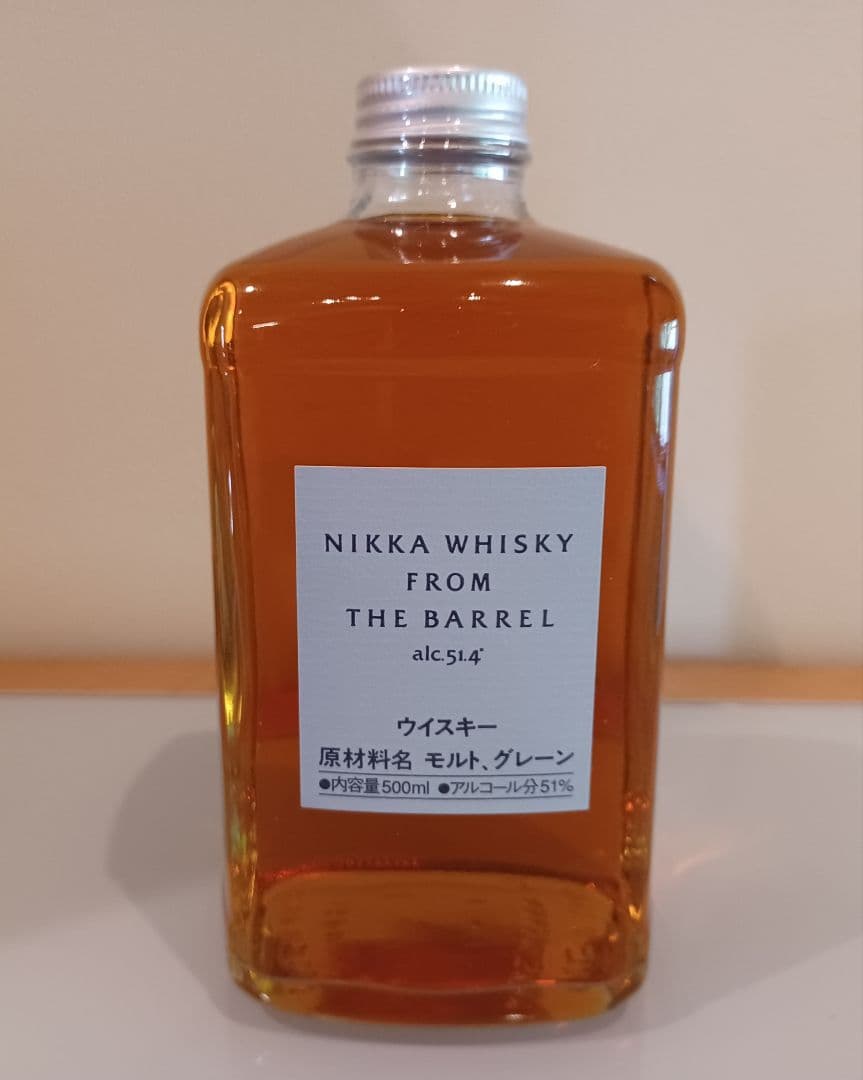 NIKKA WHISKY
FROM
THE BARREL
alc.51.4°
ウイスキー
原材料名 モルト、グレーン
●内容量500ml ●アルコール分51%